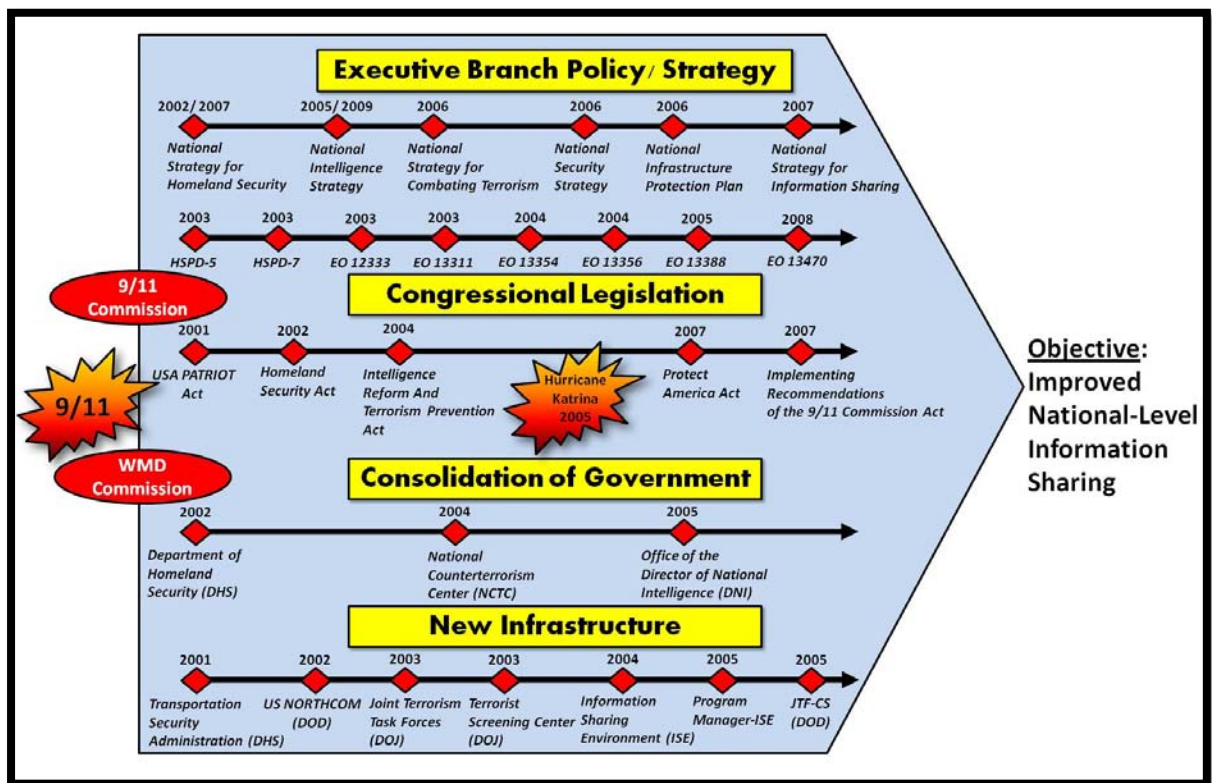 Executive Branch Policy/ Strategy
2002/2007 2005/2009 2006 2006 2006 2007
National National National National National National
Strategy for Intelligence Strategy for Security Infrastructure Strategy for
Homeland Security Strategy Combating Terrorism Strategy Protection Plan Information Sharing
2003 2003 2003 2003 2004 2004 2005 2008
HSPD-5 HSPD-7 EO 12333 EO 13311 EO 13354 EO 13356 EO 13388 EO 13470
9/11
Commission
Congressional Legislation
2001 2002 2004 2007 2007
USA PATRIOT Homeland Intelligence Protect Implementing
Act Security Act Reform And America Act Recommendations
Terrorism Prevention of the 9/11 Commission Act
Act
Hurricane
Katrina
2005
9/11
WMD
Commission
Objective:
Improved
National-Level
Information
Sharing
Consolidation of Government
2002 2004 2005
Department of National Office of the
Homeland Counterterrorism Director of National
Security (DHS) Center (NCTC) Intelligence (DNI)
New Infrastructure
2001 2002 2003 2003 2004 2005 2005
Transportation US NORTHCOM Joint Terrorism Terrorist Information Program JTF-CS
Security (DOD) Task Forces Screening Center Sharing Manager-ISE (DOD)
Administration (DHS) (DOJ) (DOJ) Environment (ISE)